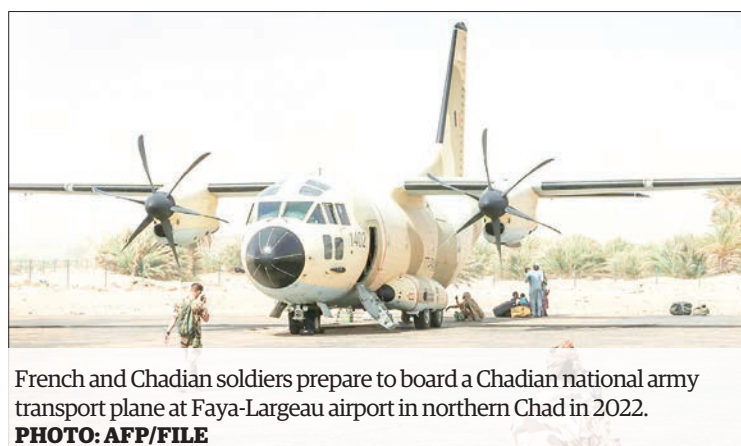 1402
French and Chadian soldiers prepare to board a Chadian national army
transport plane at Faya-Largeau airport in northern Chad in 2022.
PHOTO: AFP/FILE